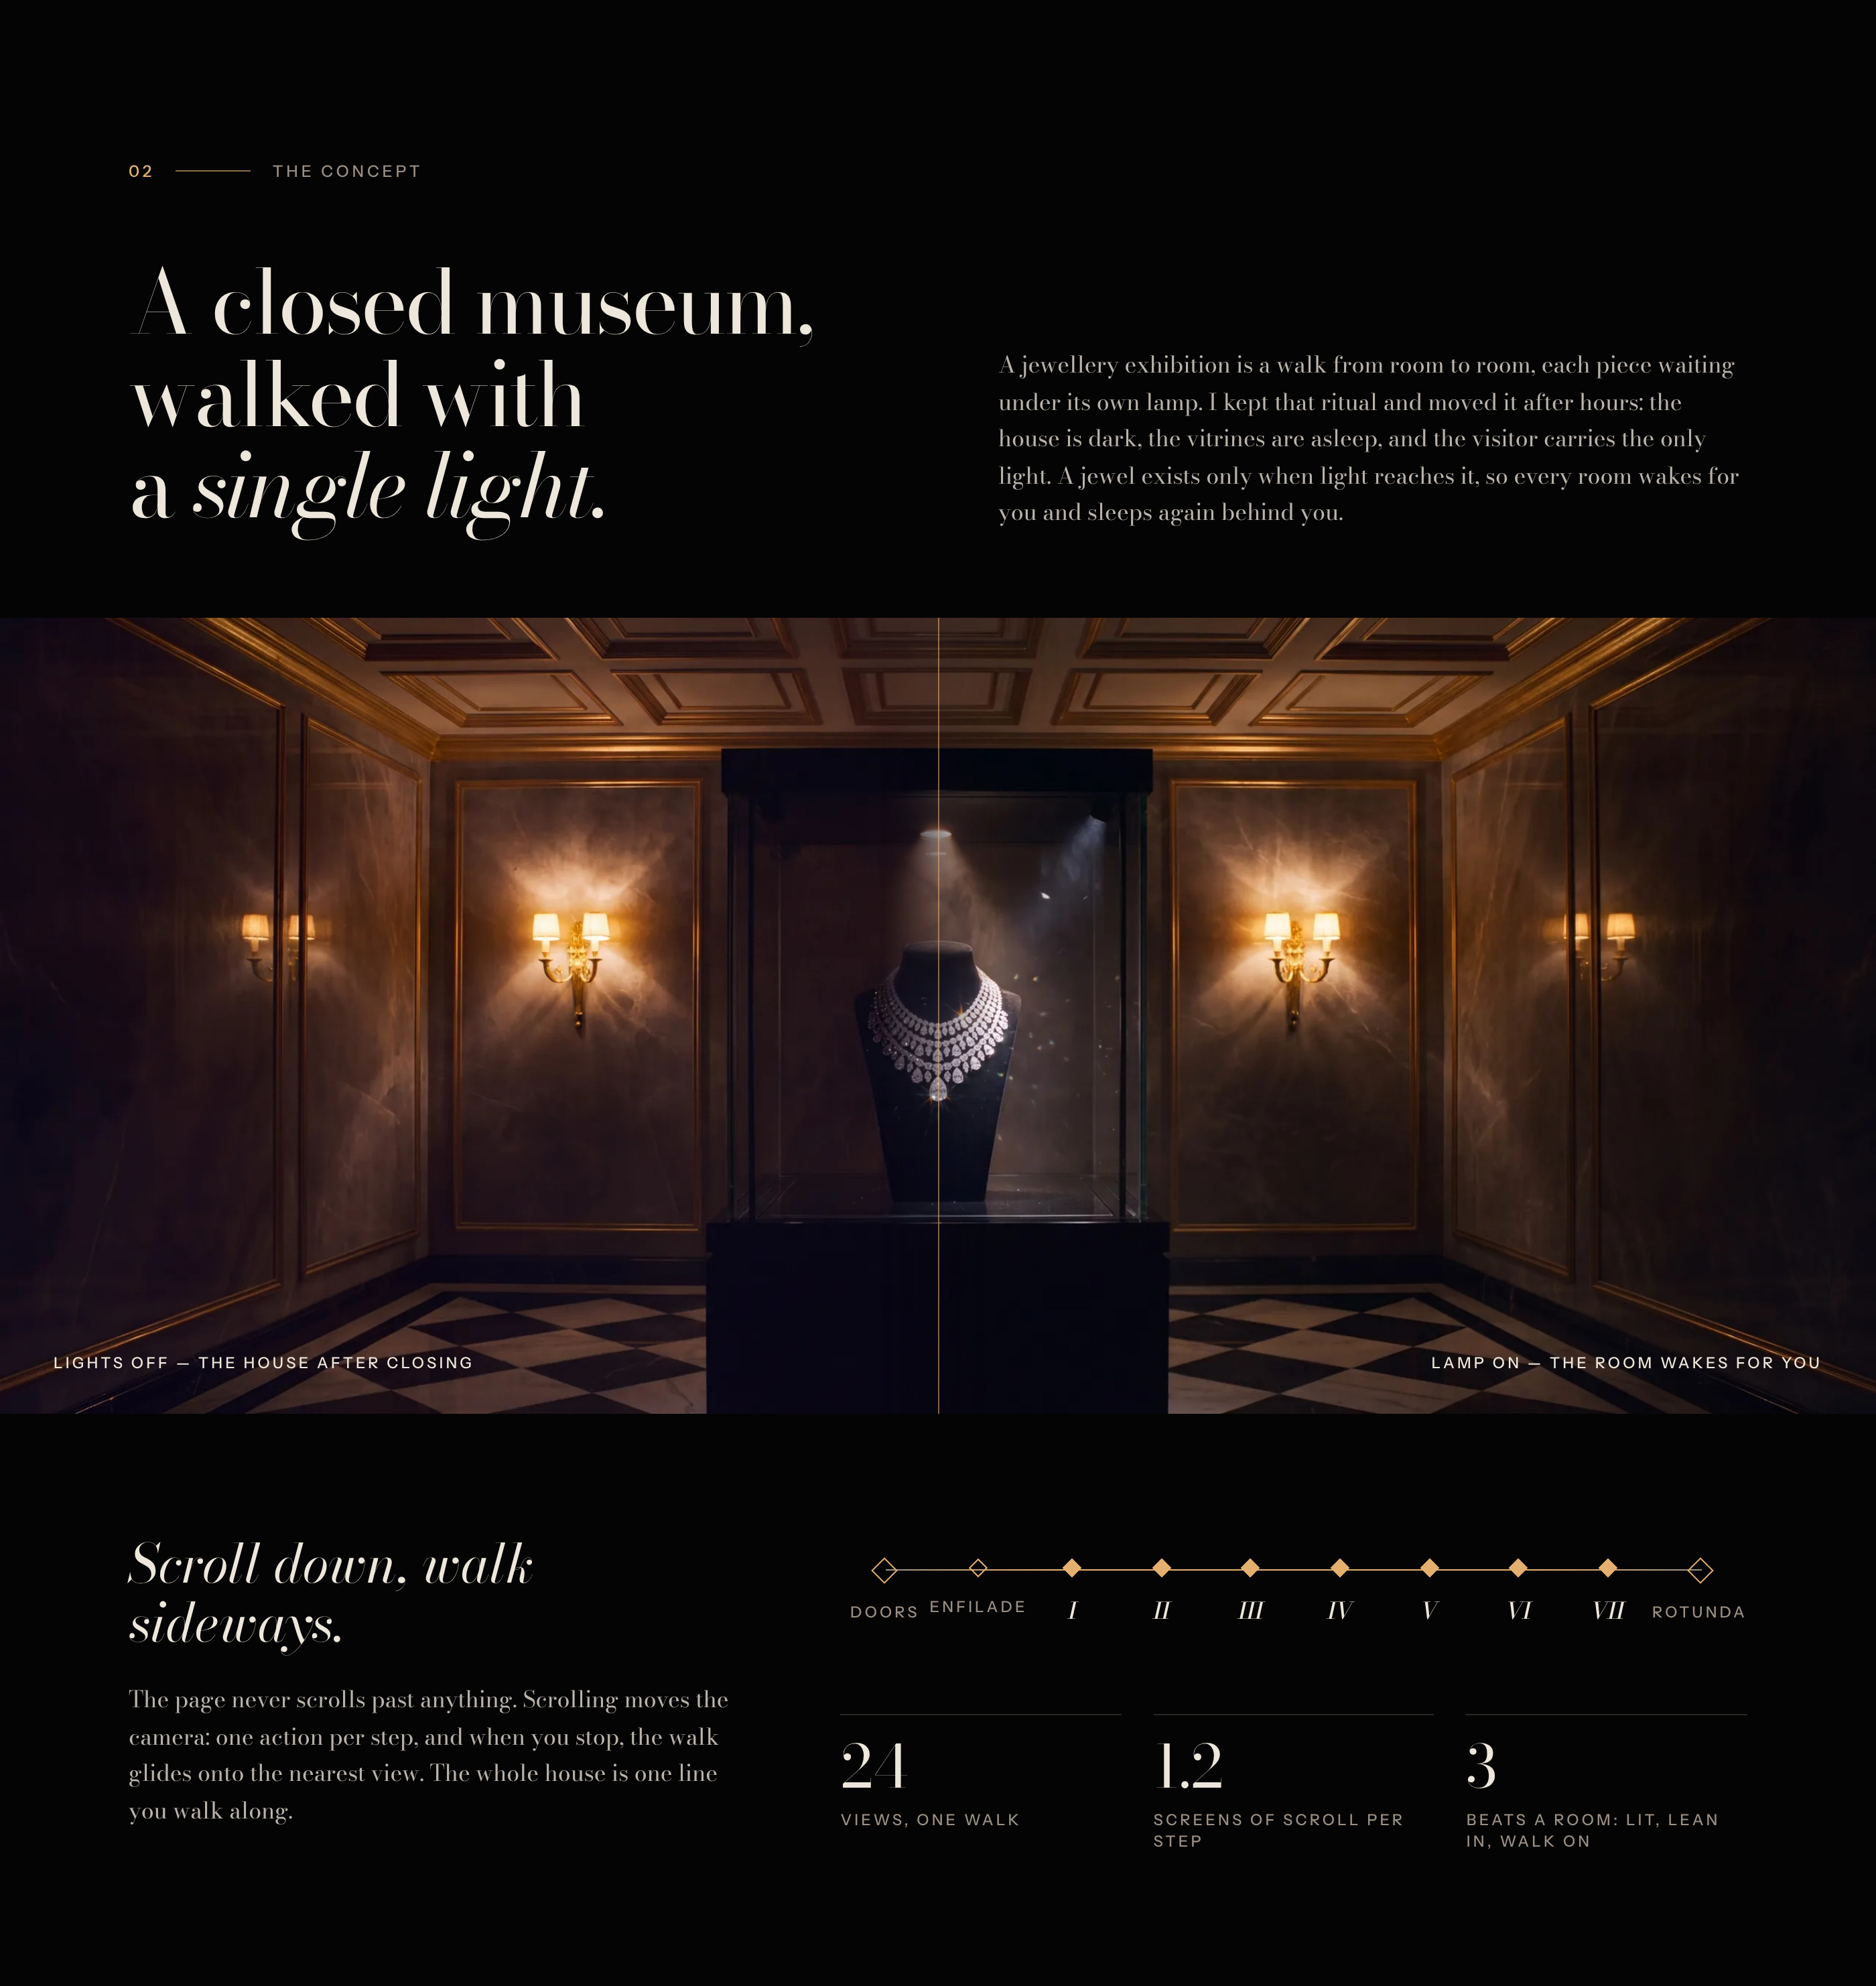 02 THE CONCEPT
A closed museum,
walked with
a single light.
A jewellery exhibition is a walk from room to room, each piece waiting
under its own lamp. I kept that ritual and moved it after hours: the
house is dark, the vitrines are asleep, and the visitor carries the only
light. A jewel exists only when light reaches it, so every room wakes for
you and sleeps again behind you.
LIGHTS OFF — THE HOUSE AFTER CLOSING
LAMP ON — THE ROOM WAKES FOR YOU
Scroll down, walk
sideways.
The page never scrolls past anything. Scrolling moves the
camera: one action per step, and when you stop, the walk
glides onto the nearest view. The whole house is one line
you walk along.
DOORS ENFILADE I II III IV V VI VII ROTUNDA
24
VIEWS, ONE WALK
1.2
SCREENS OF SCROLL PER
STEP
3
BEATS A ROOM: LIT, LEAN
IN, WALK ON